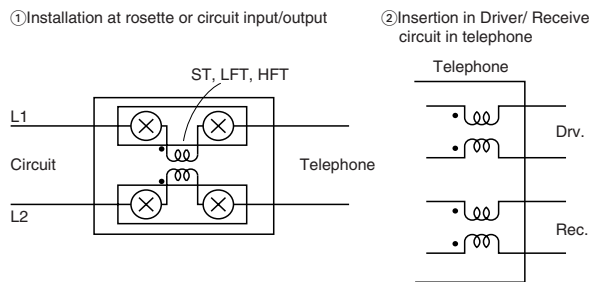 ①Installation at rosette or circuit input/output
ST, LFT, HFT
L1
Circuit
Telephone
L2
②Insertion in Driver/ Receive
circuit in telephone
Telephone
Drv.
Rec.